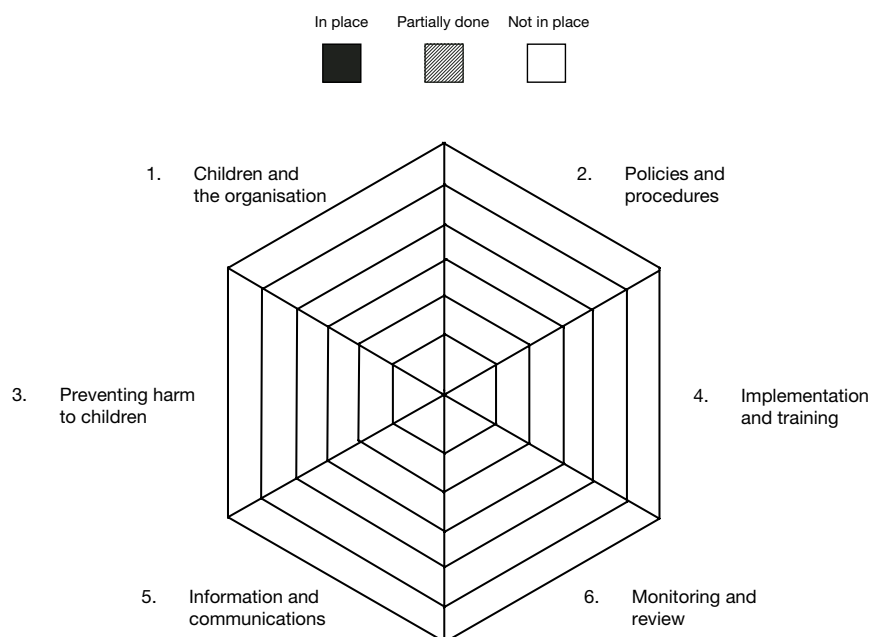 In place Partially done Not in place
1. Children and
the organisation
2. Policies and
procedures
3. Preventing harm
to children
4. Implementation
and training
5. Information and
communications
6. Monitoring and
review